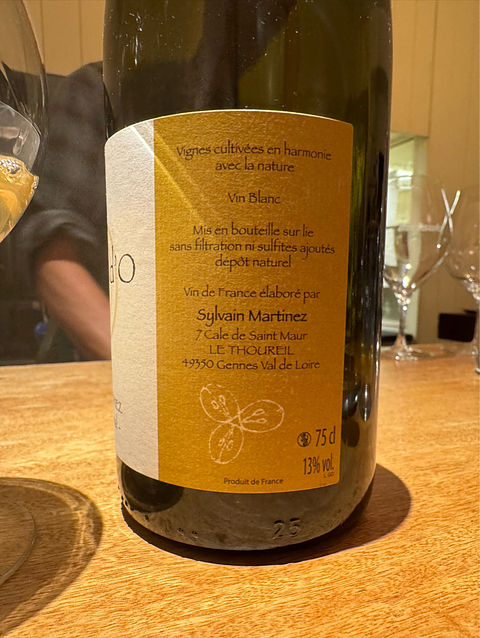 Vignes cultivées en harmonie
avec la nature
Vin Blanc
Mis en bouteille sur lie
sans filtration ni sulfites ajoutés
dépôt naturel
Vin de France élaboré par
Sylvain Martinez
7 Cale de Saint Maur
LE THOUREIL
49350 Gennes Val de Loire
75 cl
13% vol.
Produit de France